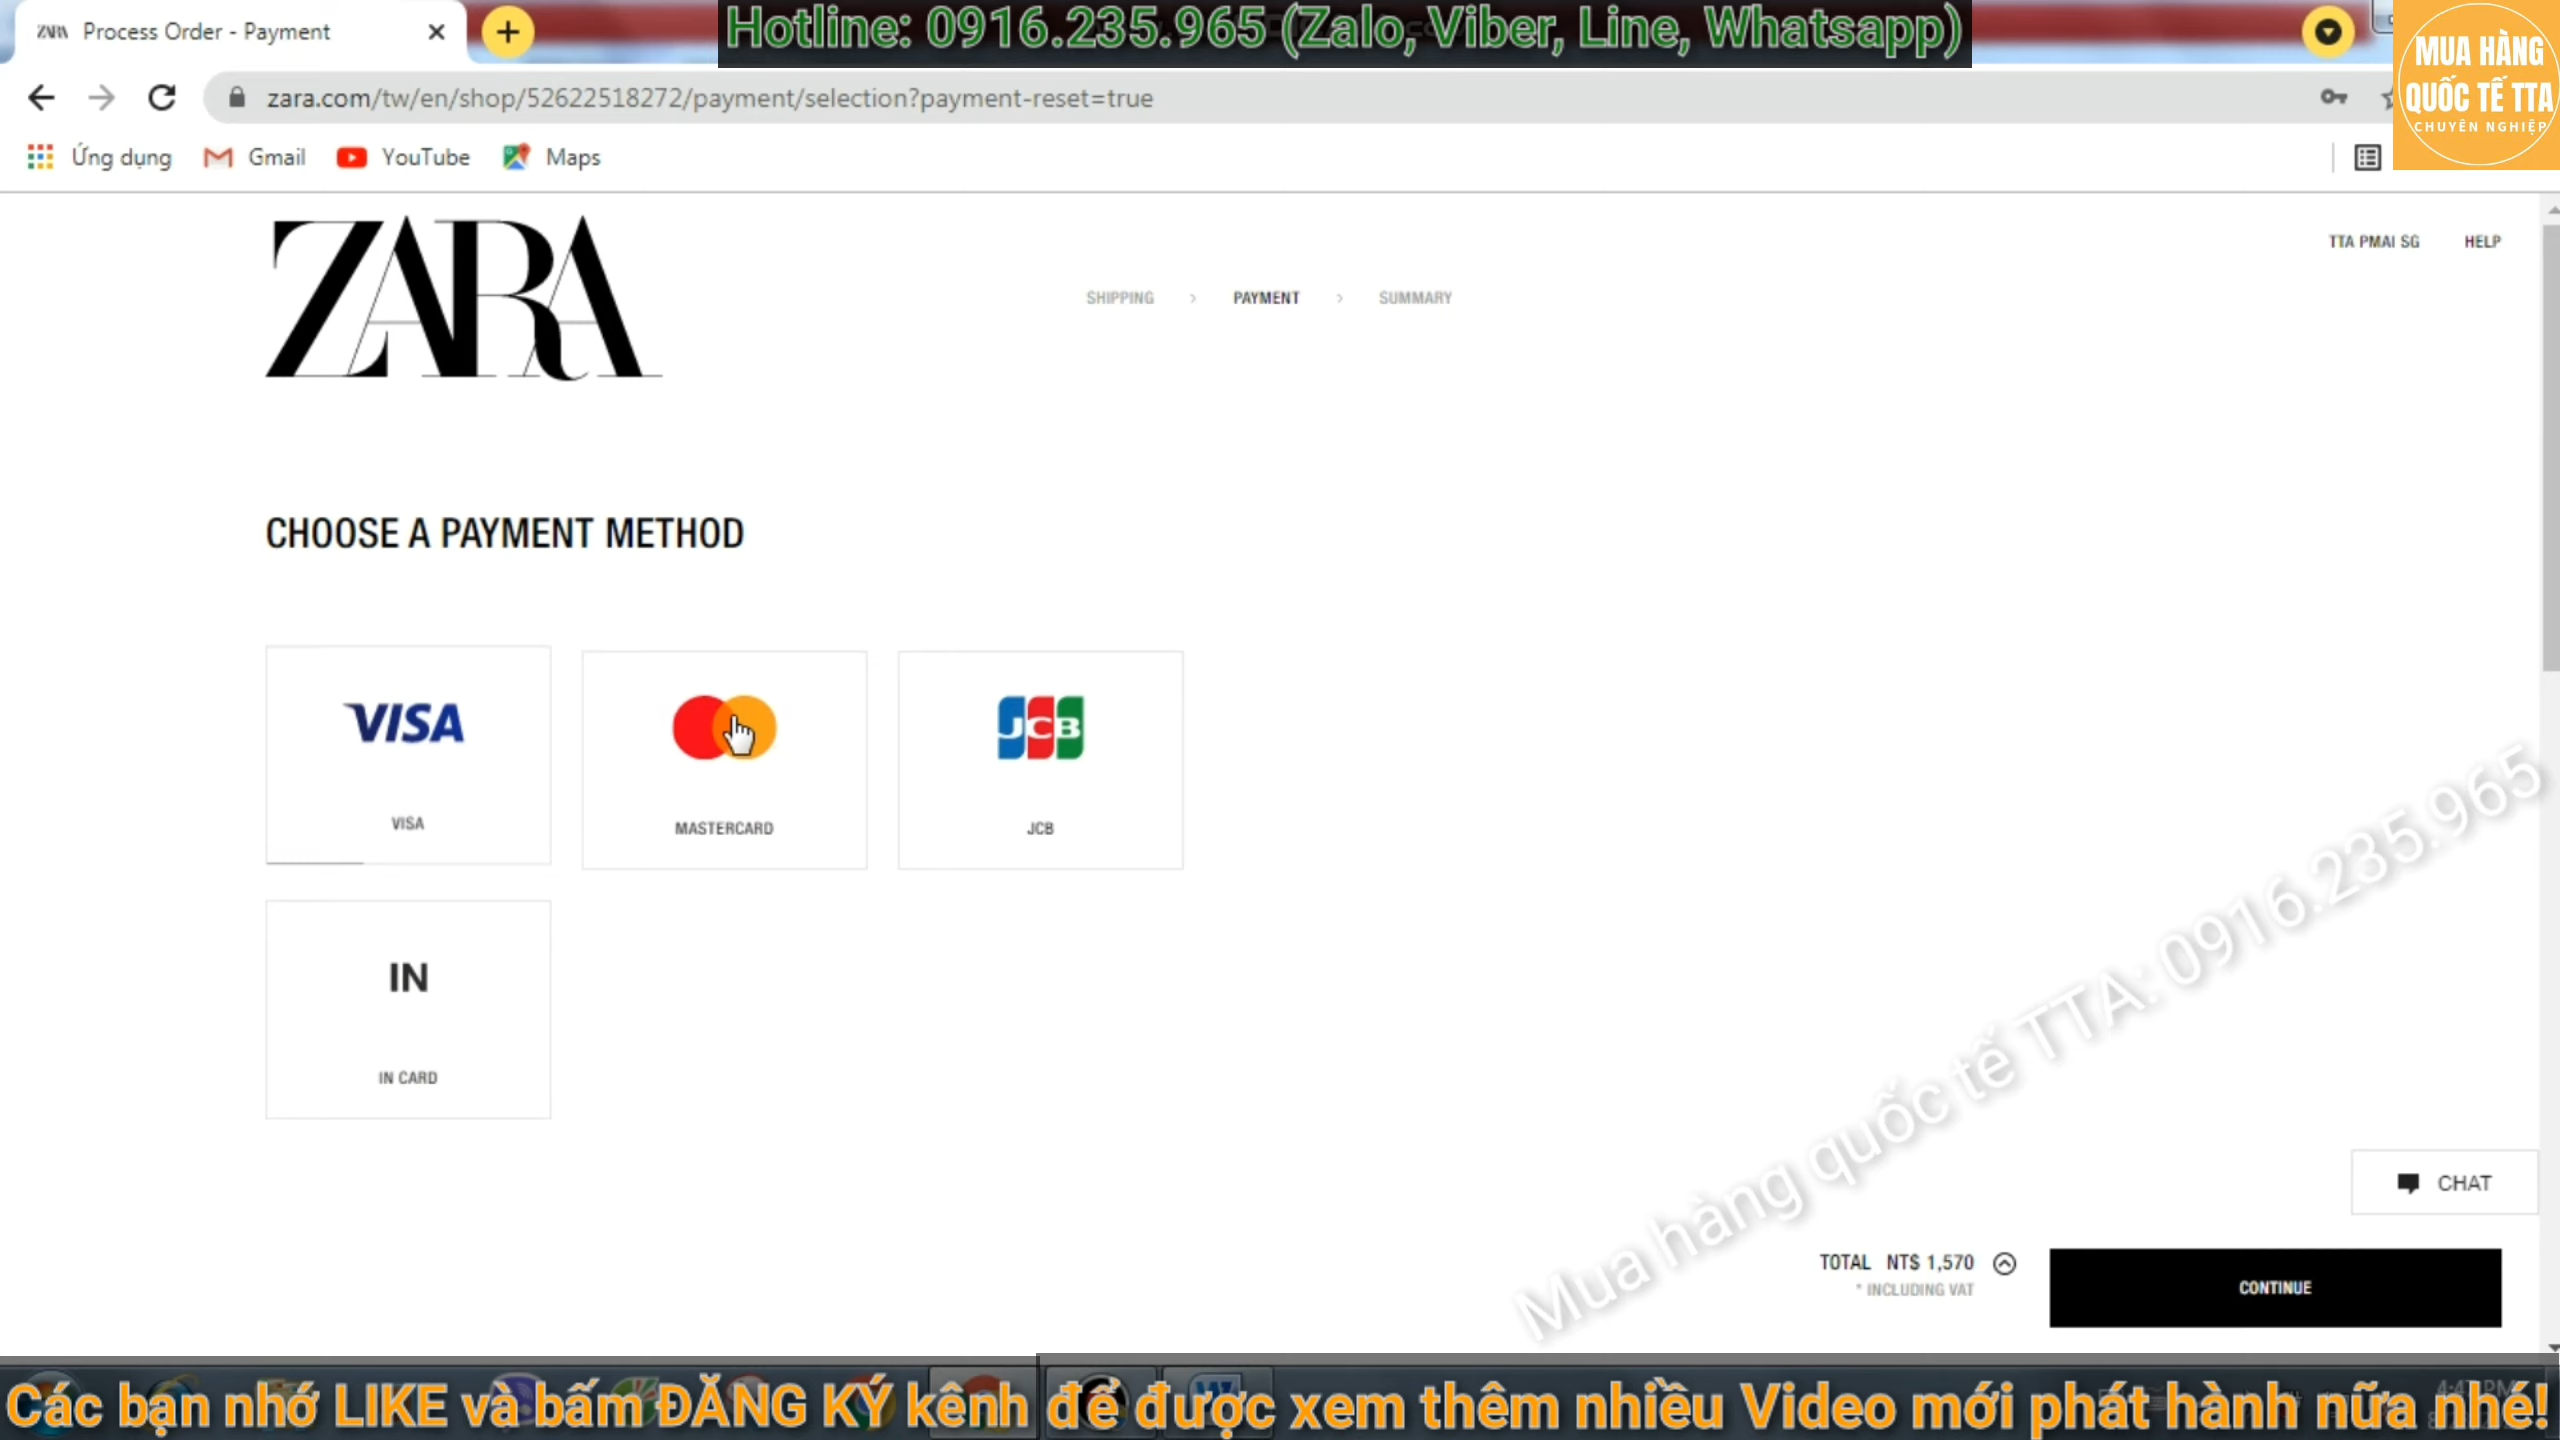 ZARA Process Order - Payment
Hotline: 0916.235.965 (Zalo, Viber, Line, Whatsapp)
MUA HÀNG
QUỐC TẾ TTA
CHUYÊN NGHIỆP
zara.com/tw/en/shop/52622518272/payment/selection?payment-reset=true
Ứng dụng Gmail YouTube Maps
ZARA
TTA PMAI SG HELP
SHIPPING > PAYMENT > SUMMARY
CHOOSE A PAYMENT METHOD
VISA JCB
VISA MASTERCARD JCB
IN
IN CARD
Mua hàng quốc tế TTA: 0916.235.965
CHAT
TOTAL NT$ 1,570
* INCLUDING VAT
CONTINUE
Các bạn nhớ LIKE và bấm ĐĂNG KÝ kênh để được xem thêm nhiều Video mới phát hành nữa nhé!